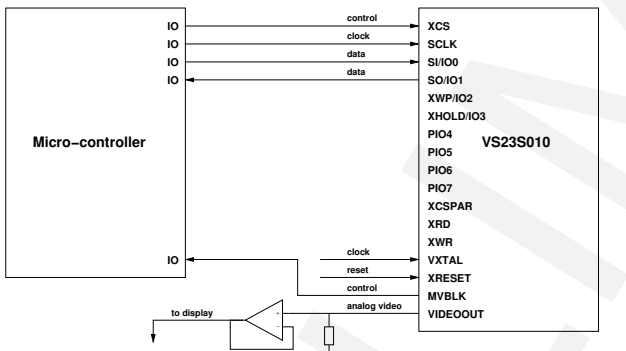 control
IO XCS
clock
IO SCLK
data
IO SI/IO0
data
IO SO/IO1
XWP/IO2
XHOLD/IO3
PIO4
Micro-controller PIO5 VS23S010
PIO6
PIO7
XCSPAR
XRD
XWR
clock
IO VXTAL
reset
XRESET
control
MVBLK
analog video
to display VIDEOOUT
+
-